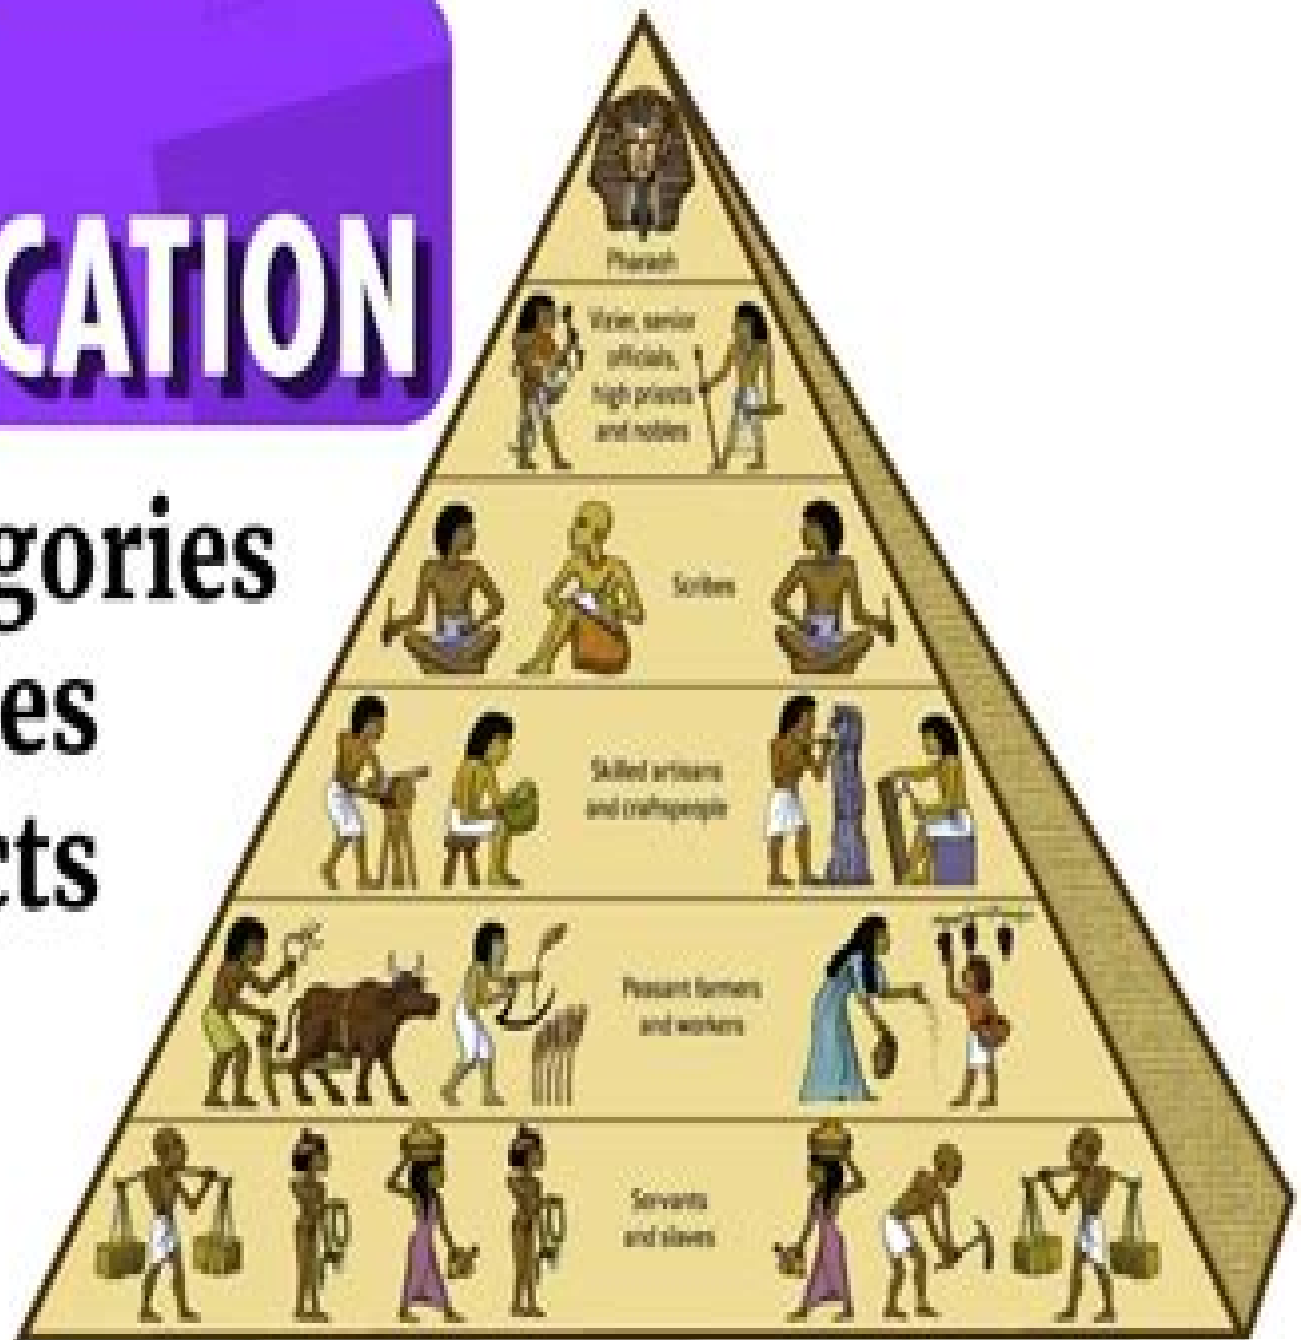 CATION
gories
es
cts
Pharaoh
Vizier, senior
officials,
high priests
and nobles
Scribes
Skilled artisans
and craftspeople
Peasant farmers
and workers
Servants
and slaves